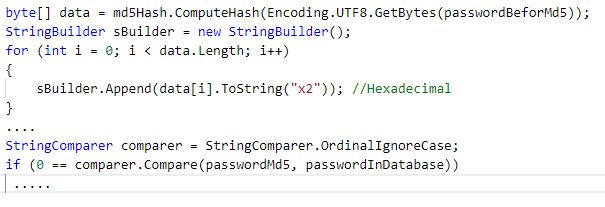 byte[] data = md5Hash.ComputeHash(Encoding.UTF8.GetBytes(passwordBeforMd5));
StringBuilder sBuilder = new StringBuilder();
for (int i = 0; i < data.Length; i++)
{
    sBuilder.Append(data[i].ToString("x2")); //Hexadecimal
}
....
StringComparer comparer = StringComparer.OrdinalIgnoreCase;
if (0 == comparer.Compare(passwordMd5, passwordInDatabase))
.....